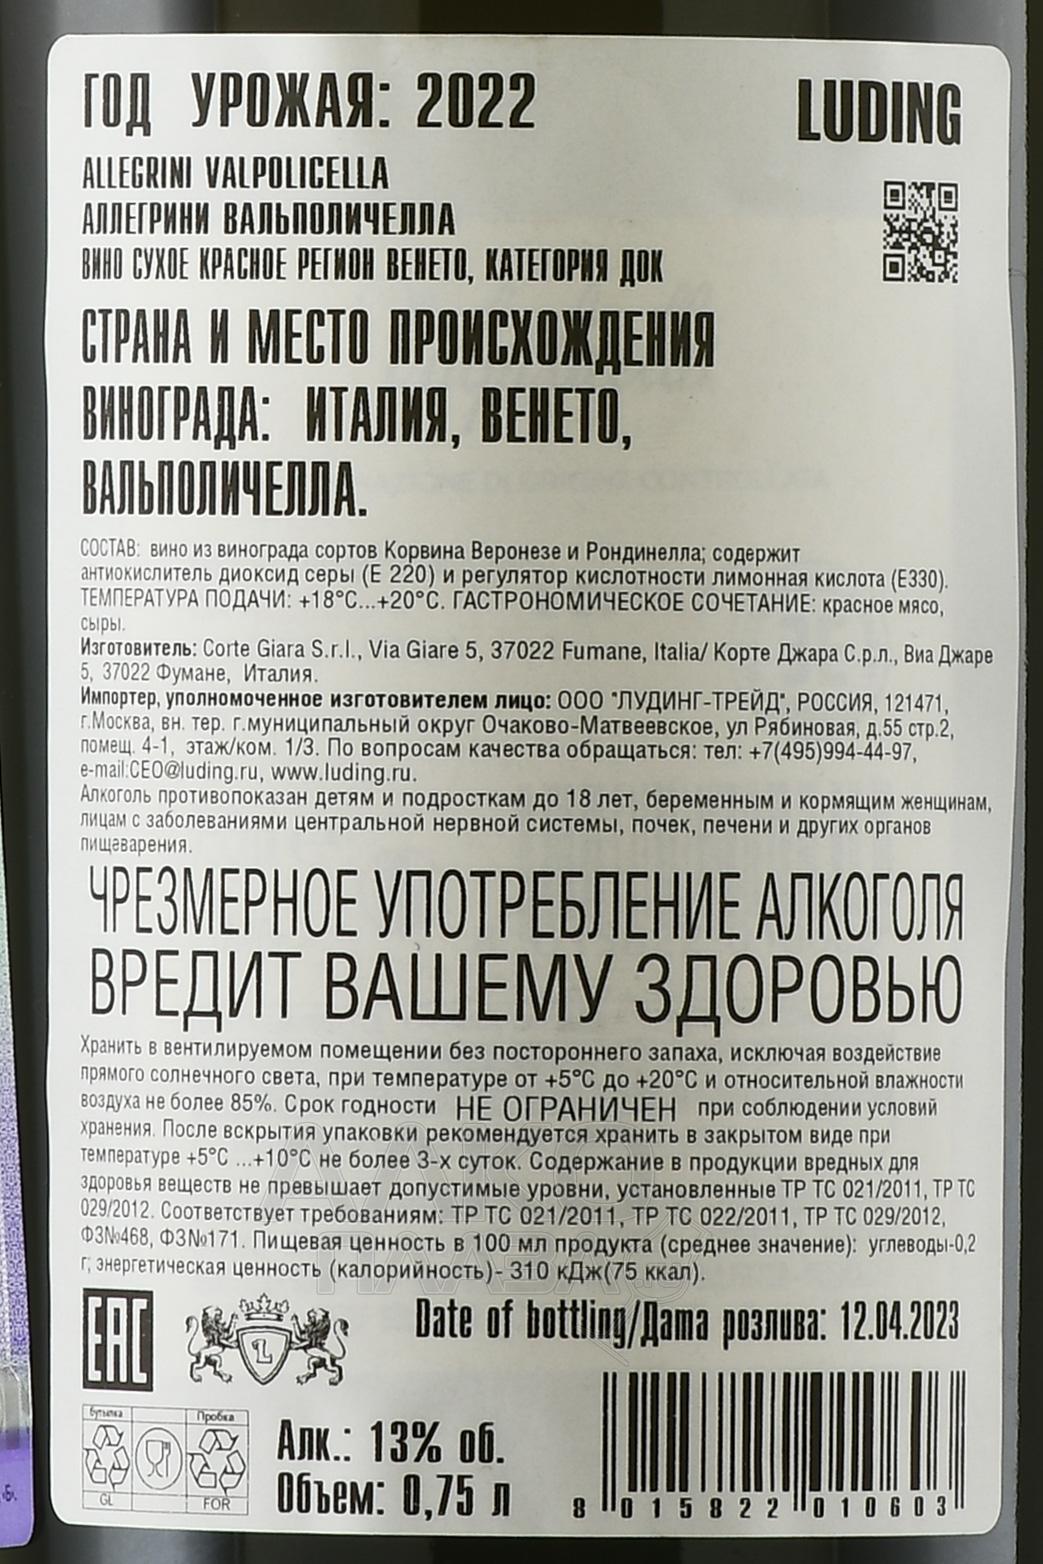 ГОД УРОЖАЯ: 2022
LUDING
ALLEGRINI VALPOLICELLA
АЛЛЕГРИНИ ВАЛЬПОЛИЧЕЛЛА
ВИНО СУХОЕ КРАСНОЕ РЕГИОН ВЕНЕТО, КАТЕГОРИЯ ДОК
СТРАНА И МЕСТО ПРОИСХОЖДЕНИЯ
ВИНОГРАДА: ИТАЛИЯ, ВЕНЕТО,
ВАЛЬПОЛИЧЕЛЛА.
СОСТАВ: вино из винограда сортов Корвина Веронезе и Рондинелла; содержит
антиокислитель диоксид серы (Е 220) и регулятор кислотности лимонная кислота (Е330).
ТЕМПЕРАТУРА ПОДАЧИ: +18°С...+20°С. ГАСТРОНОМИЧЕСКОЕ СОЧЕТАНИЕ: красное мясо,
сыры.
Изготовитель: Corte Giara S.r.l., Via Giare 5, 37022 Fumane, Italia/ Корте Джара С.р.л., Виа Джаре
5, 37022 Фумане, Италия.
Импортер, уполномоченное изготовителем лицо: ООО "ЛУДИНГ-ТРЕЙД", РОССИЯ, 121471,
г.Москва, вн. тер. г.муниципальный округ Очаково-Матвеевское, ул Рябиновая, д.55 стр.2,
помещ. 4-1, этаж/ком. 1/3. По вопросам качества обращаться: тел: +7(495)994-44-97,
e-mail:CEO@luding.ru, www.luding.ru.
Алкоголь противопоказан детям и подросткам до 18 лет, беременным и кормящим женщинам,
лицам с заболеваниями центральной нервной системы, почек, печени и других органов
пищеварения.
ЧРЕЗМЕРНОЕ УПОТРЕБЛЕНИЕ АЛКОГОЛЯ
ВРЕДИТ ВАШЕМУ ЗДОРОВЬЮ
Хранить в вентилируемом помещении без постороннего запаха, исключая воздействие
прямого солнечного света, при температуре от +5°С до +20°С и относительной влажности
воздуха не более 85%. Срок годности НЕ ОГРАНИЧЕН при соблюдении условий
хранения. После вскрытия упаковки рекомендуется хранить в закрытом виде при
температуре +5°С ...+10°С не более 3-х суток. Содержание в продукции вредных для
здоровья веществ не превышает допустимые уровни, установленные ТР ТС 021/2011, ТР ТС
029/2012. Соответствует требованиям: ТР ТС 021/2011, ТР ТС 022/2011, ТР ТС 029/2012,
ФЗ№468, ФЗ№171. Пищевая ценность в 100 мл продукта (среднее значение): углеводы-0,2
г; энергетическая ценность (калорийность)- 310 кДж(75 ккал).
EAC
L
Date of bottling/Дата розлива: 12.04.2023
бутылка Пробка
GL FOR
Алк.: 13% об.
Объем: 0,75 л
8 015822 010603